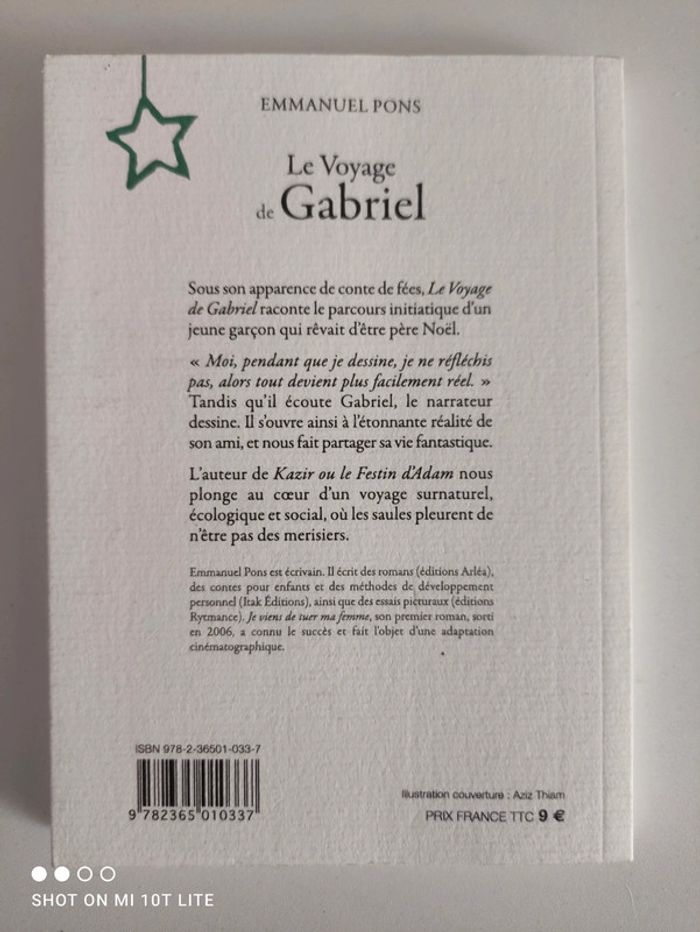 EMMANUEL PONS
Le Voyage
de Gabriel
Sous son apparence de conte de fées, Le Voyage
de Gabriel raconte le parcours initiatique d'un
jeune garçon qui rêvait d'être père Noël.
« Moi, pendant que je dessine, je ne réfléchis
pas, alors tout devient plus facilement réel. »
Tandis qu'il écoute Gabriel, le narrateur
dessine. Il s'ouvre ainsi à l'étonnante réalité de
son ami, et nous fait partager sa vie fantastique.
L'auteur de Kazir ou le Festin d'Adam nous
plonge au cœur d'un voyage surnaturel,
écologique et social, où les saules pleurent de
n'être pas des merisiers.
Emmanuel Pons est écrivain. Il écrit des romans (éditions Arléa),
des contes pour enfants et des méthodes de développement
personnel (Itak Éditions), ainsi que des essais picturaux (éditions
Rytmance). Je viens de tuer ma femme, son premier roman, sorti
en 2006, a connu le succès et fait l'objet d'une adaptation
cinématographique.
ISBN 978-2-36501-033-7
9 782365 010337
Illustration couverture : Aziz Thiam
PRIX FRANCE TTC 9 €
SHOT ON MI 10T LITE